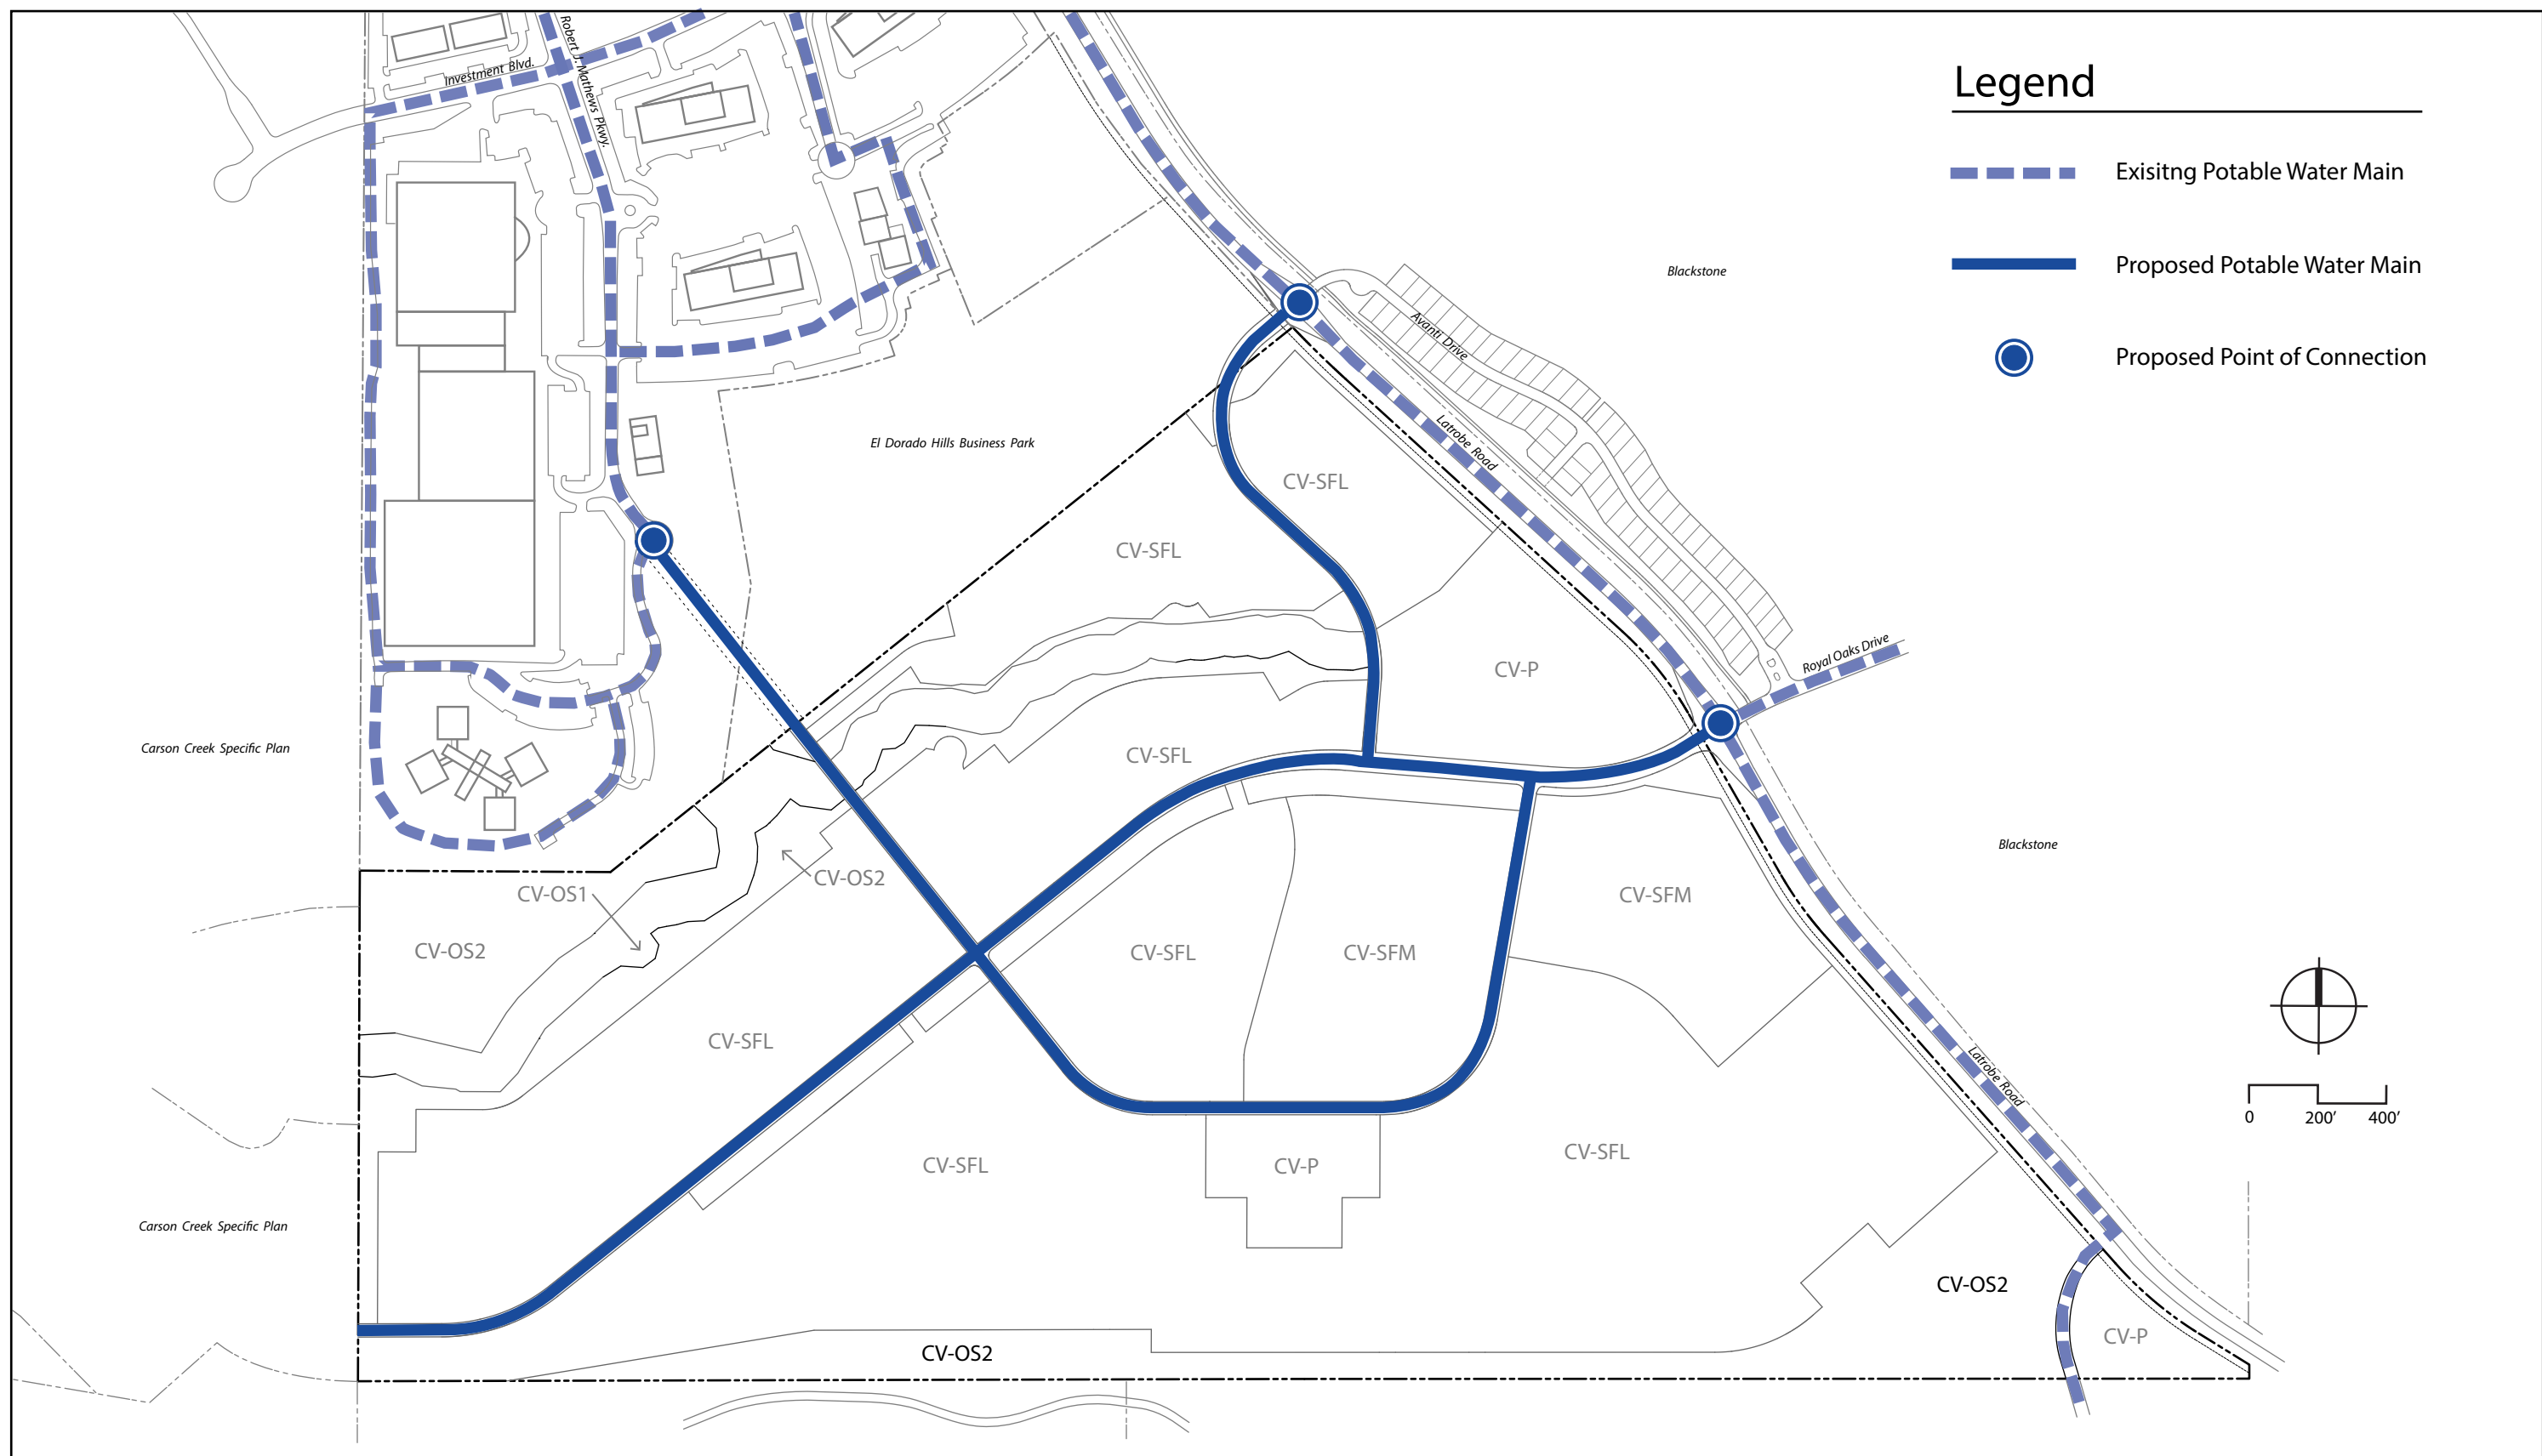 Legend
Exisitng Potable Water Main
Proposed Potable Water Main
Proposed Point of Connection
Investment Blvd.
Robert J. Mathews Pkwy.
Blackstone
Avanti Drive
Latrobe Road
El Dorado Hills Business Park
CV-SFL
CV-SFL
CV-P
Royal Oaks Drive
Carson Creek Specific Plan
CV-SFL
Blackstone
CV-OS2
CV-OS1
CV-SFM
CV-OS2
CV-SFL
CV-SFM
CV-SFL
Latrobe Road
0 200' 400'
CV-SFL
CV-P
CV-SFL
Carson Creek Specific Plan
CV-OS2
CV-P
CV-OS2